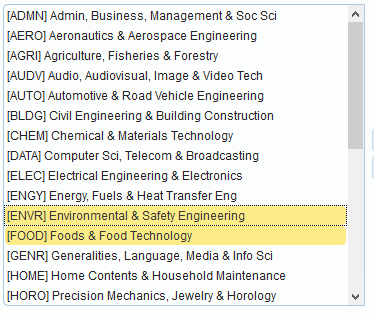 [ADMN] Admin, Business, Management & Soc Sci
[AERO] Aeronautics & Aerospace Engineering
[AGRI] Agriculture, Fisheries & Forestry
[AUDV] Audio, Audiovisual, Image & Video Tech
[AUTO] Automotive & Road Vehicle Engineering
[BLDG] Civil Engineering & Building Construction
[CHEM] Chemical & Materials Technology
[DATA] Computer Sci, Telecom & Broadcasting
[ELEC] Electrical Engineering & Electronics
[ENGY] Energy, Fuels & Heat Transfer Eng
[ENVR] Environmental & Safety Engineering
[FOOD] Foods & Food Technology
[GENR] Generalities, Language, Media & Info Sci
[HOME] Home Contents & Household Maintenance
[HORO] Precision Mechanics, Jewelry & Horology